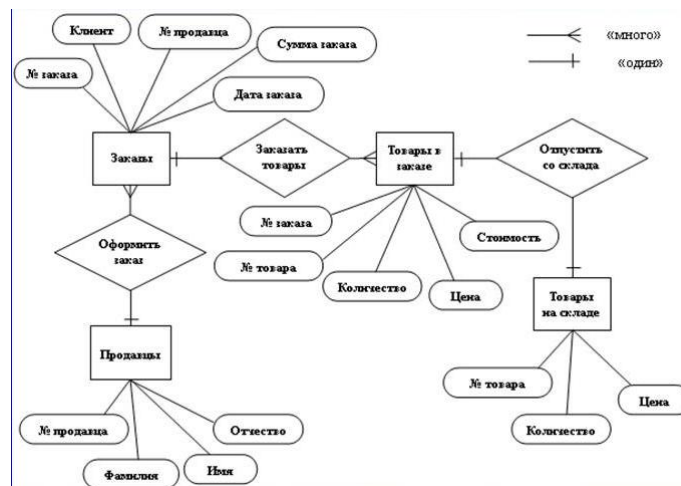 Клиент
№ продавца
Сумма заказа
«много»
«один»
№ заказа
Дата заказа
Заказы
Заказать
товары
Товары в
заказе
Отпустить
со склада
№ заказа
Стоимость
Оформить
заказ
№ товара
Количество
Цена
Товары
на складе
Продавцы
№ товара
Цена
№ продавца
Отчество
Количество
Фамилия
Имя